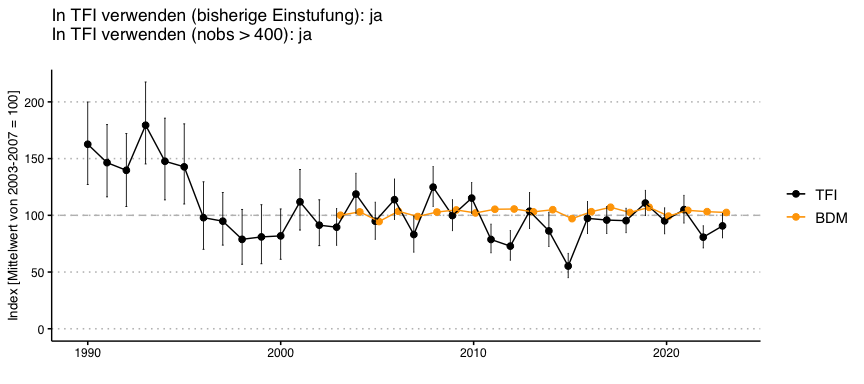 In TFI verwenden (bisherige Einstufung): ja
In TFI verwenden (nobs > 400): ja
Index [Mittelwert von 2003-2007 = 100]
200
150
100
50
0
1990
2000
2010
2020
TFI
BDM